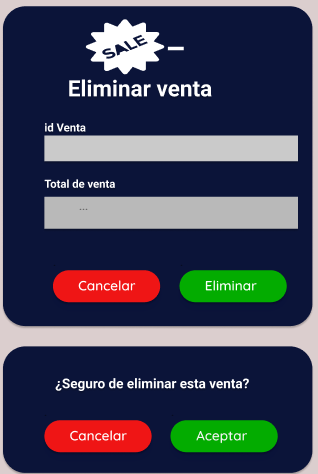 SALE
Eliminar venta
id Venta
Total de venta
...
Cancelar Eliminar
¿Seguro de eliminar esta venta?
Cancelar Aceptar